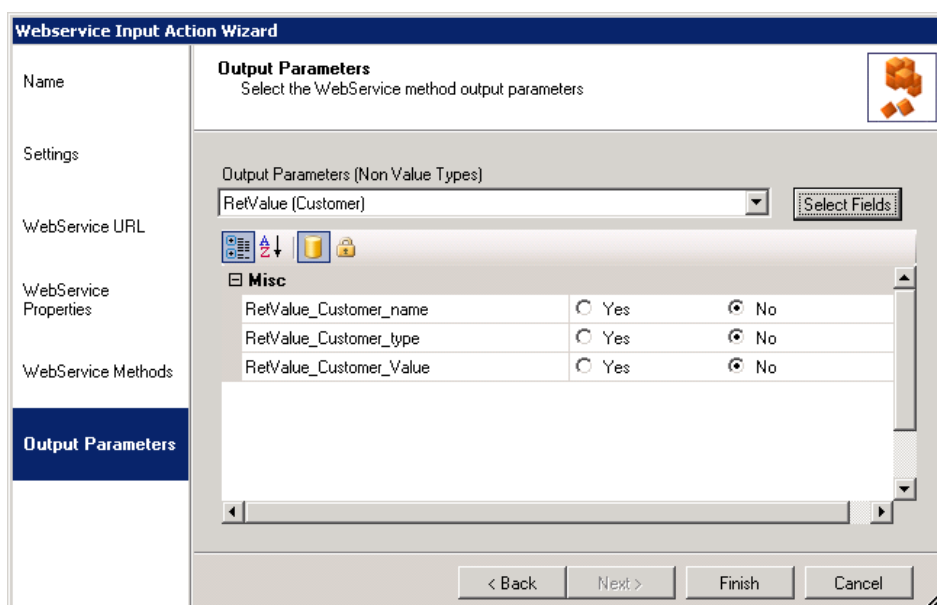 Webservice Input Action Wizard
Name
Settings
WebService URL
WebService
Properties
WebService Methods
Output Parameters
Output Parameters
Select the WebService method output parameters
Output Parameters (Non Value Types)
RetValue (Customer)
Select Fields
A
Z
Misc
RetValue_Customer_name Yes No
RetValue_Customer_type Yes No
RetValue_Customer_Value Yes No
< Back Next > Finish Cancel